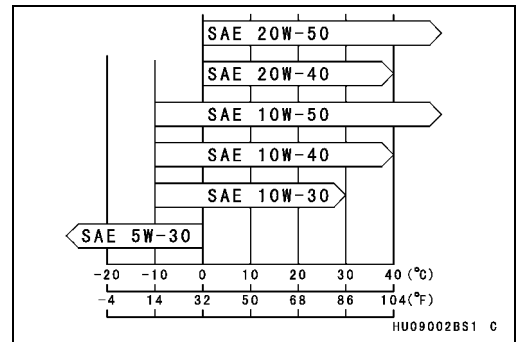 SAE 20W-50
SAE 20W-40
SAE 10W-50
SAE 10W-40
SAE 10W-30
SAE 5W-30
-20 -10 0 10 20 30 40 (°C)
-4 14 32 50 68 86 104(°F)
HU09002BS1 C